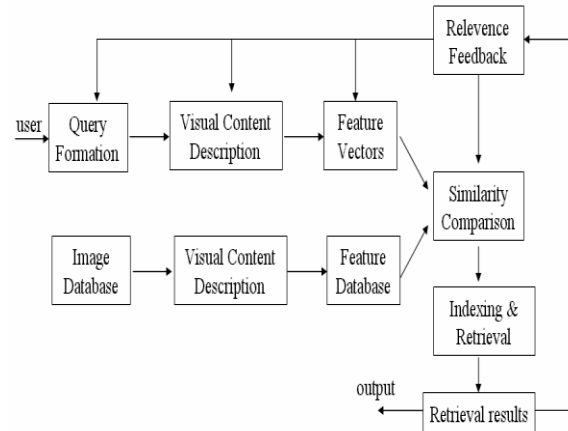 Relevence
Feedback
user
Query
Formation
Visual Content
Description
Feature
Vectors
Similarity
Comparison
Image
Database
Visual Content
Description
Feature
Database
Indexing &
Retrieval
output
Retrieval results